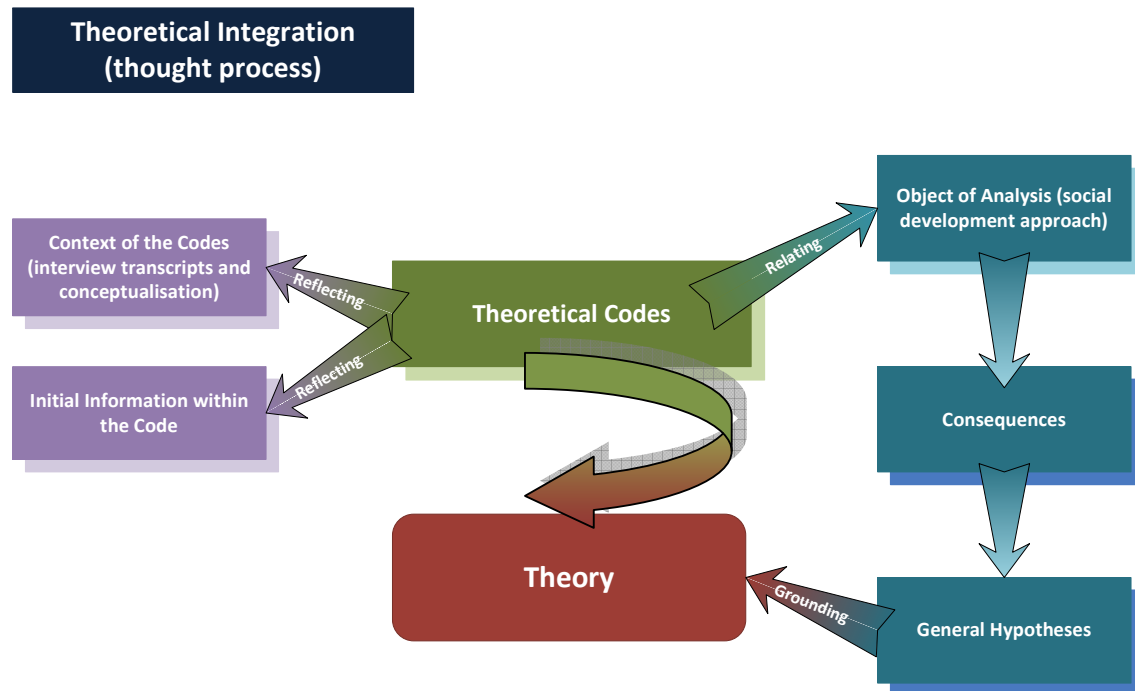 Theoretical Integration
(thought process)
Object of Analysis (social
development approach)
Relating
Context of the Codes
(interview transcripts and
conceptualisation)
Reflecting
Theoretical Codes
Reflecting
Initial Information within
the Code
Consequences
Theory
Grounding
General Hypotheses